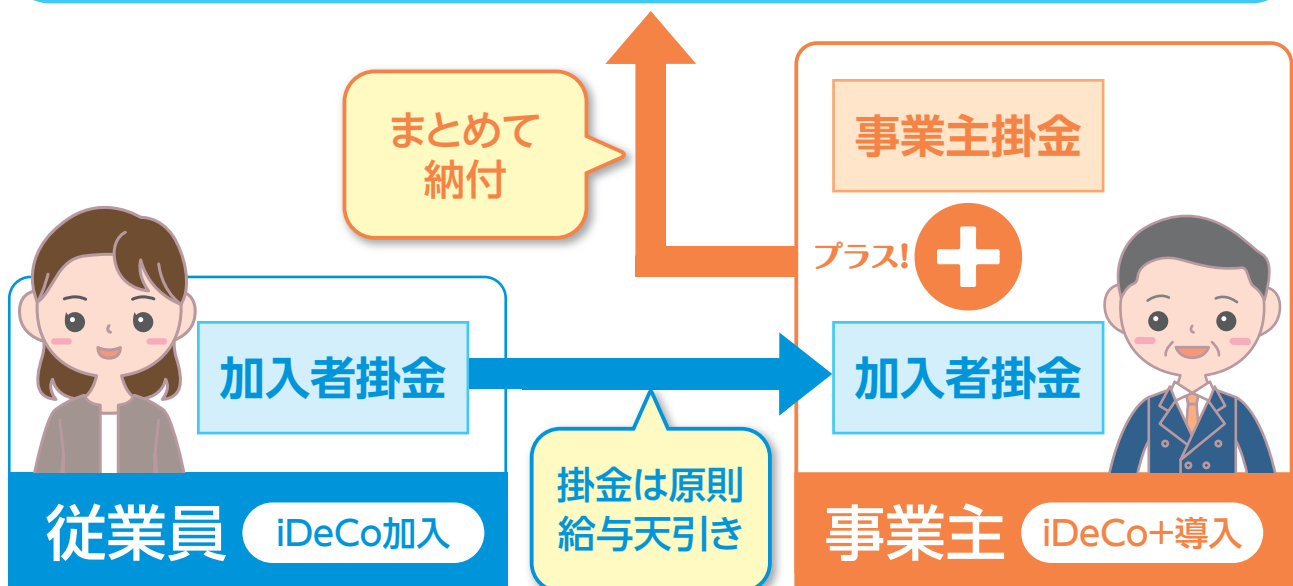 まとめて
納付
事業主掛金
プラス!
加入者掛金
加入者掛金
掛金は原則
給与天引き
従業員
iDeCo加入
事業主
iDeCo+導入